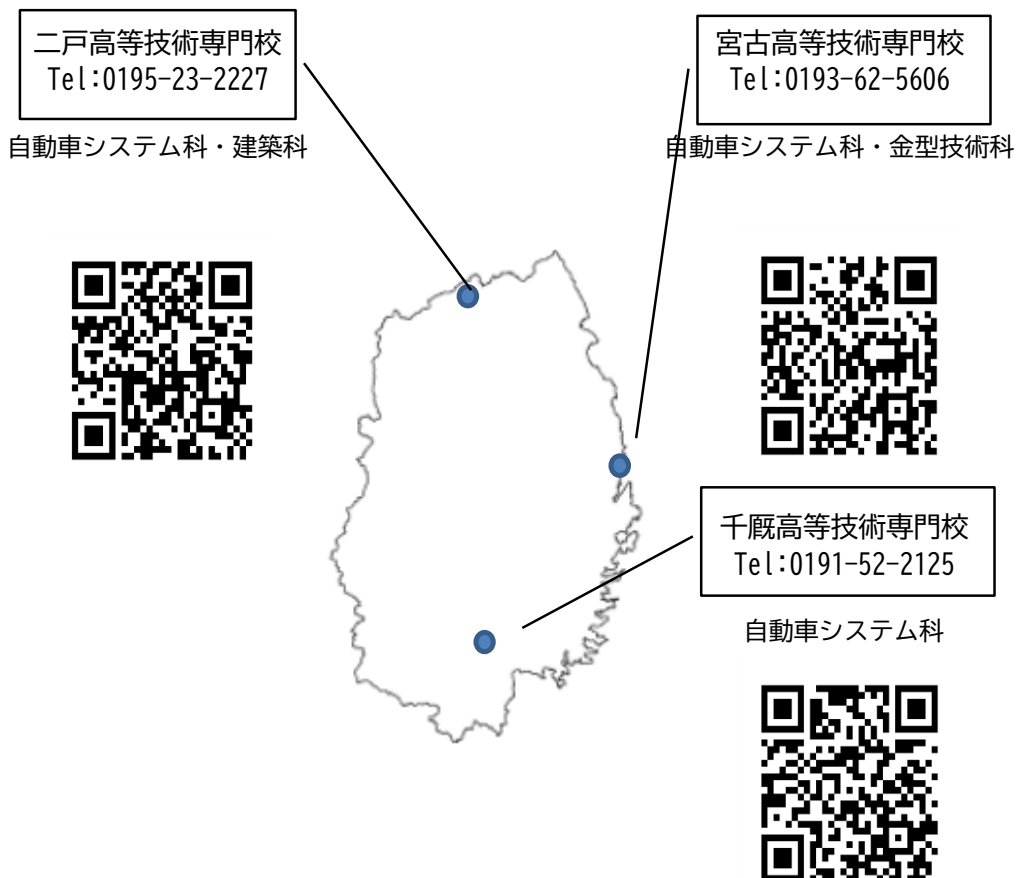 二戸高等技術専門校
Tel:0195-23-2227
自動車システム科・建築科
宮古高等技術専門校
Tel:0193-62-5606
自動車システム科・金型技術科
千厩高等技術専門校
Tel:0191-52-2125
自動車システム科